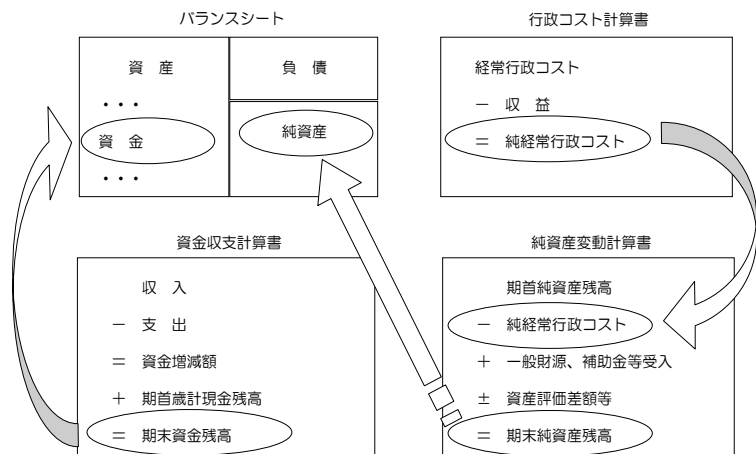 バランスシート
資 産
・・・
資 金
・・・
負 債
純資産
行政コスト計算書
経常行政コスト
－ 収 益
＝ 純経常行政コスト
資金収支計算書
収 入
－ 支 出
＝ 資金増減額
＋ 期首歳計現金残高
＝ 期末資金残高
純資産変動計算書
期首純資産残高
－ 純経常行政コスト
＋ 一般財源、補助金等受入
± 資産評価差額等
＝ 期末純資産残高